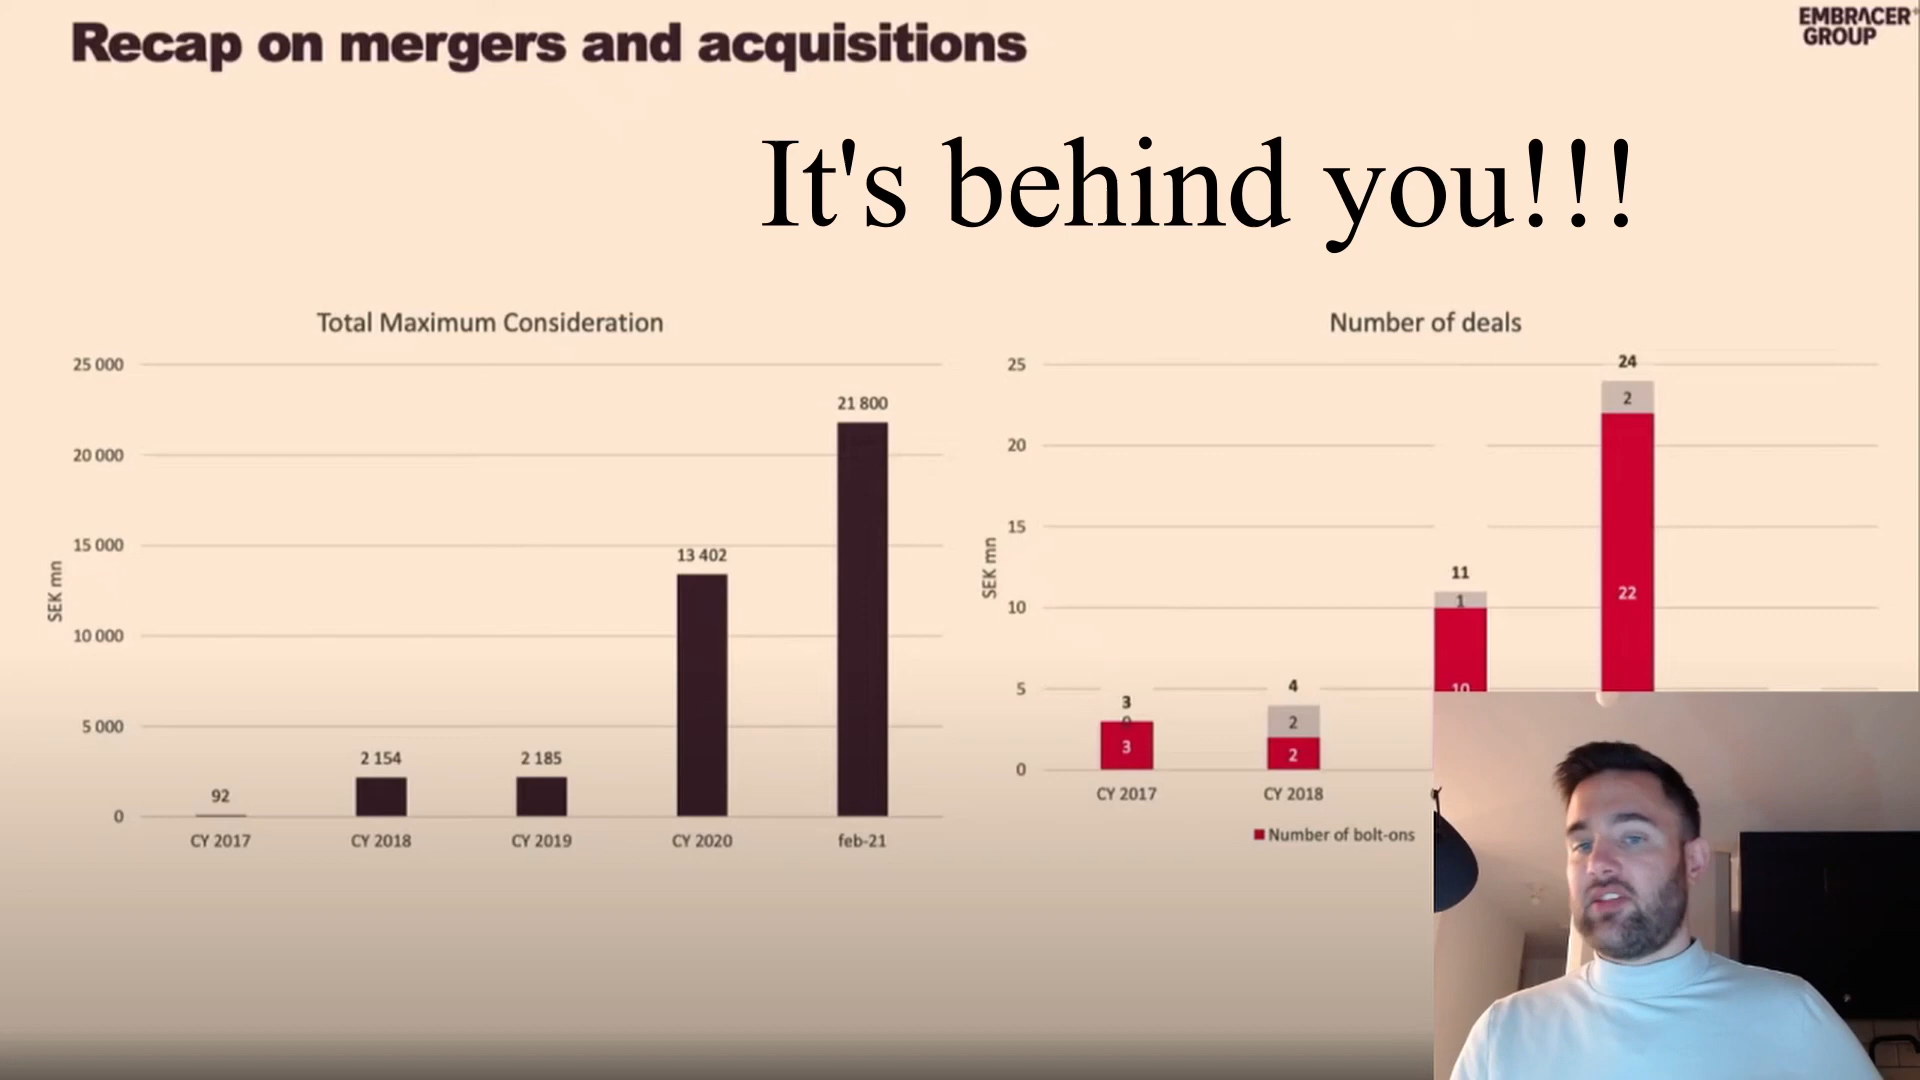 Recap on mergers and acquisitions
EMBRACER
GROUP
It's behind you!!!
Total Maximum Consideration
25 000
20 000
15 000
10 000
5 000
0
SEK mn
92
2 154
2 185
13 402
21 800
CY 2017
CY 2018
CY 2019
CY 2020
feb-21
Number of deals
25
20
15
10
5
0
SEK mn
3
0
3
4
2
2
11
1
10
24
2
22
CY 2017
CY 2018
Number of bolt-ons